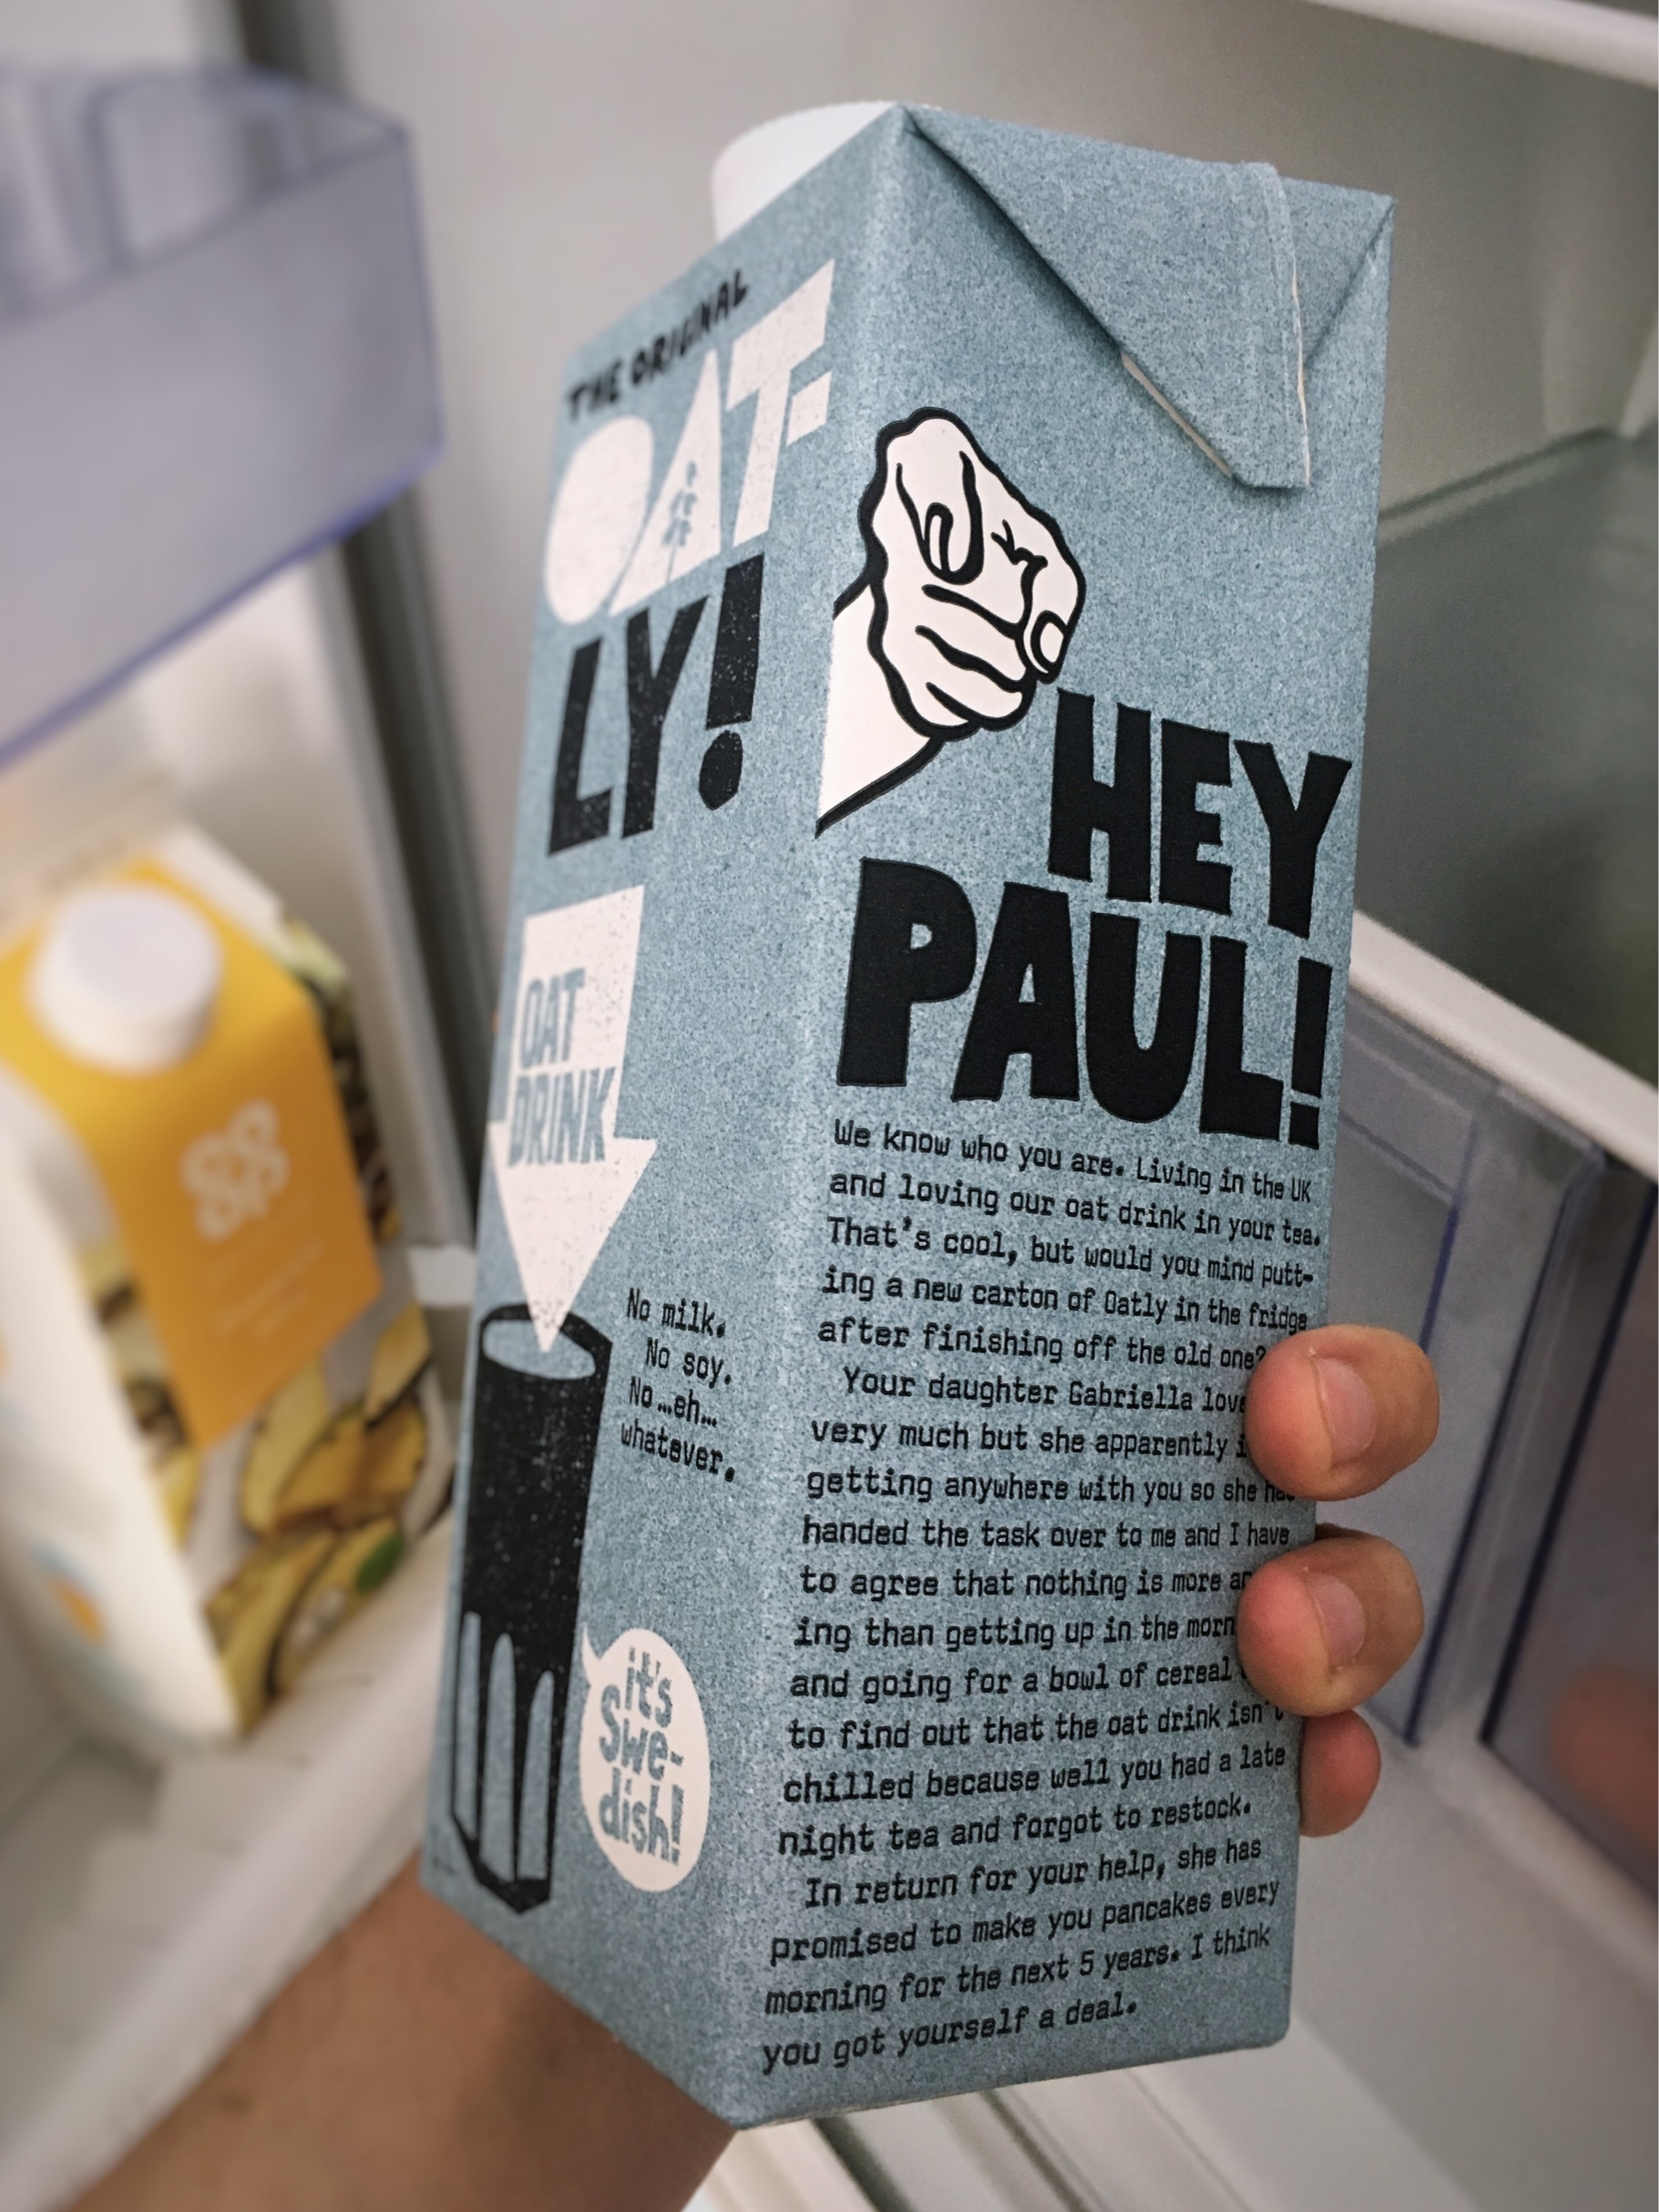 THE ORIGINAL
OAT-
LY!
OAT
DRINK
No milk.
No soy.
No...eh...
whatever.
it's
Swe-
dish!
HEY
PAUL!
We know who you are. Living in the UK
and loving our oat drink in your tea.
That's cool, but would you mind putt-
ing a new carton of Oatly in the fridge
after finishing off the old one?
Your daughter Gabriella
very much but she apparently
getting anywhere with you so she has
handed the task over to me and I have
to agree that nothing is more
ing than getting up in the
and going for a bowl of cereal
to find out that the oat drink isn't
chilled because well you had a late
night tea and forgot to restock.
In return for your help, she has
promised to make you pancakes every
morning for the next 5 years. I think
you got yourself a deal.